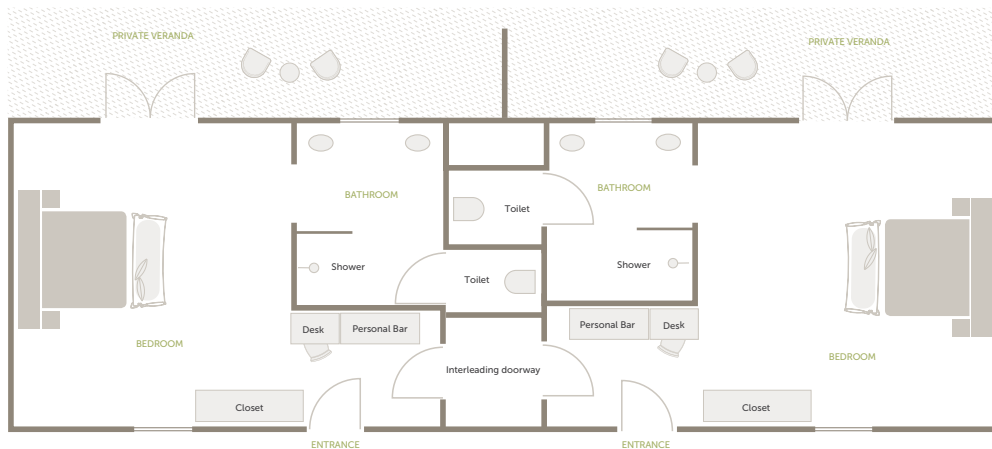 PRIVATE VERANDA
PRIVATE VERANDA
BATHROOM
BATHROOM
Toilet
Shower
Toilet
Shower
Desk
Personal Bar
Personal Bar
Desk
BEDROOM
BEDROOM
Interleading doorway
Closet
Closet
ENTRANCE
ENTRANCE